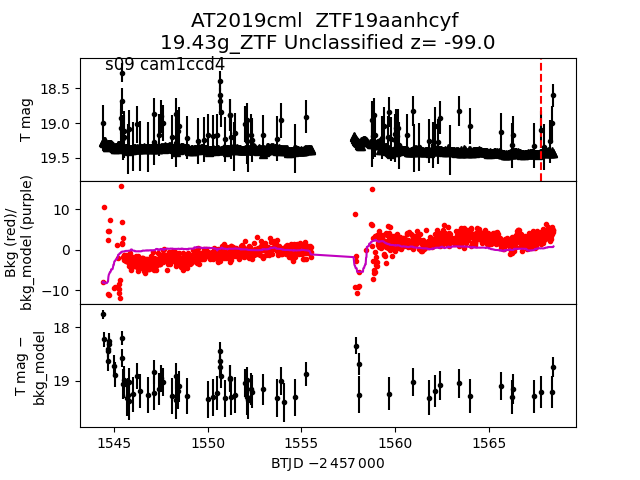 AT2019cml ZTF19aanhcyf
19.43g_ZTF Unclassified z= -99.0
s09 cam1ccd4
T mag
18.5
19.0
19.5
Bkg (red)/
bkg_model (purple)
10
0
−10
T mag −
bkg_model
18
19
1545 1550 1555 1560 1565
BTJD −2 457 000